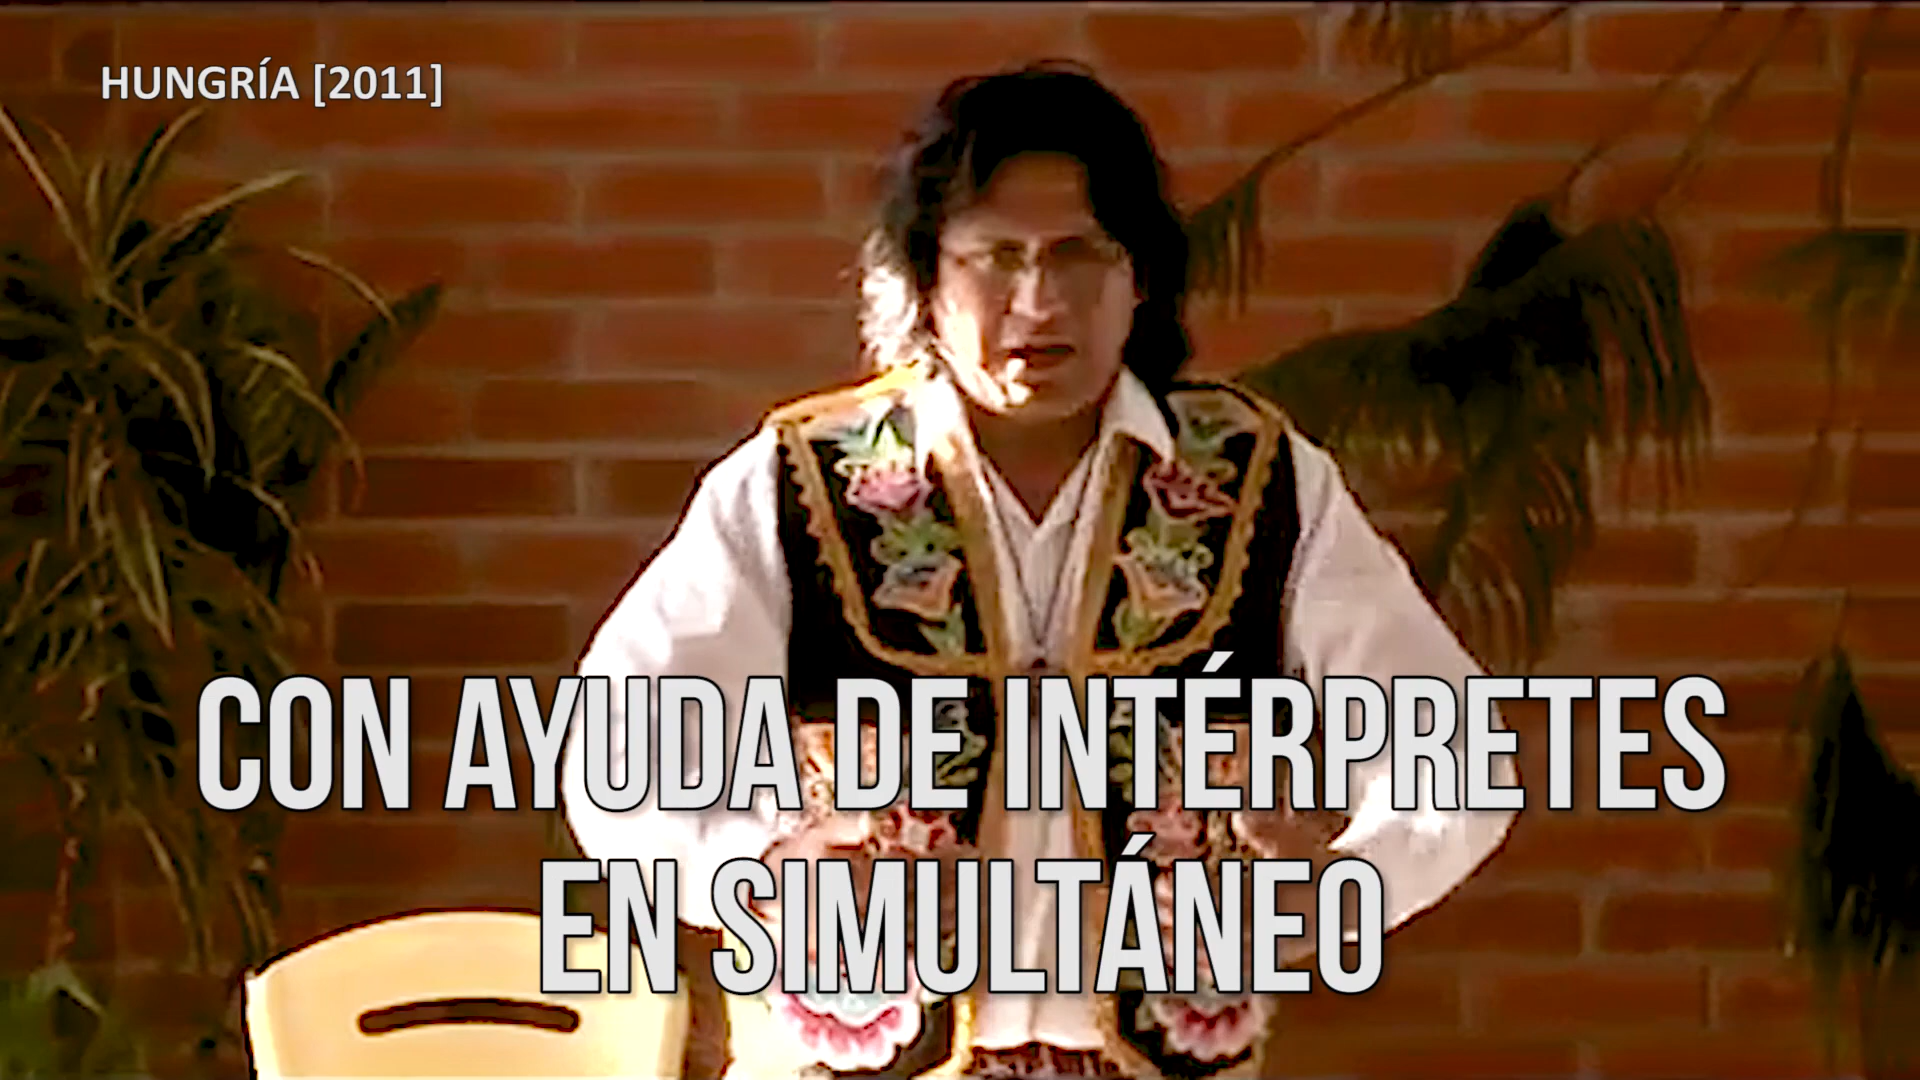 HUNGRÍA [2011]
CON AYUDA DE INTÉRPRETES
EN SIMULTÁNEO